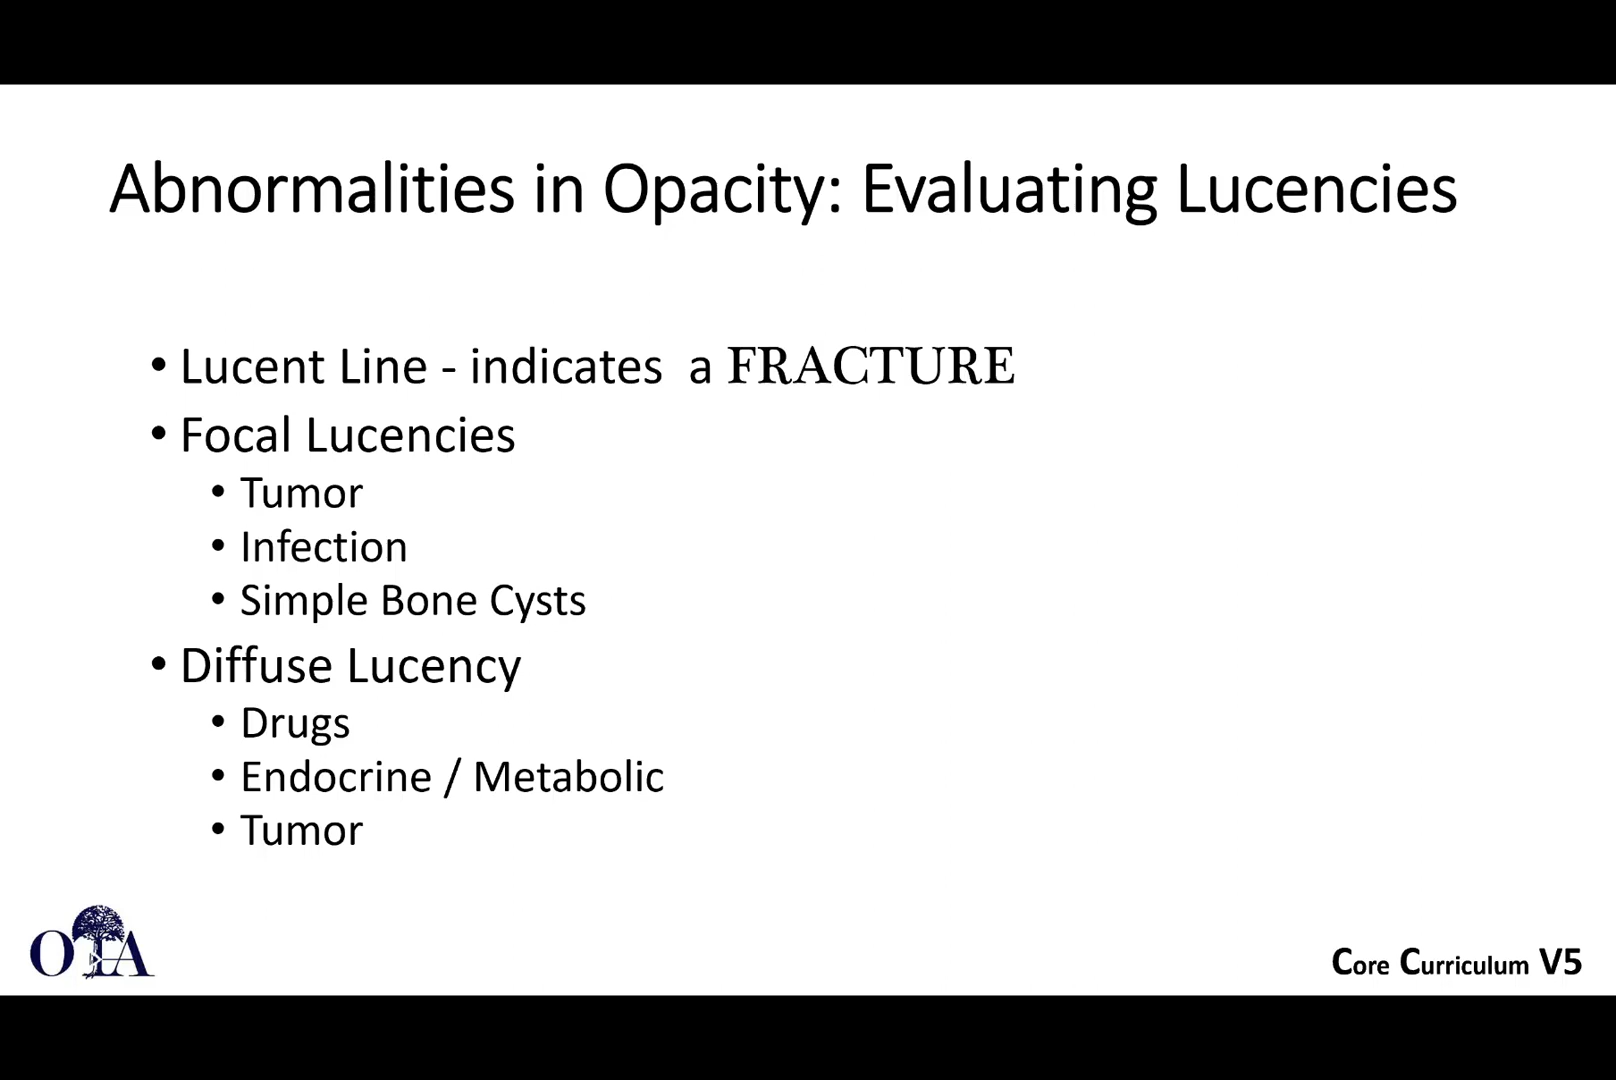 Abnormalities in Opacity: Evaluating Lucencies
• Lucent Line - indicates  a FRACTURE
• Focal Lucencies
• Tumor
• Infection
• Simple Bone Cysts
• Diffuse Lucency
• Drugs
• Endocrine / Metabolic
• Tumor
OTA
Core Curriculum V5